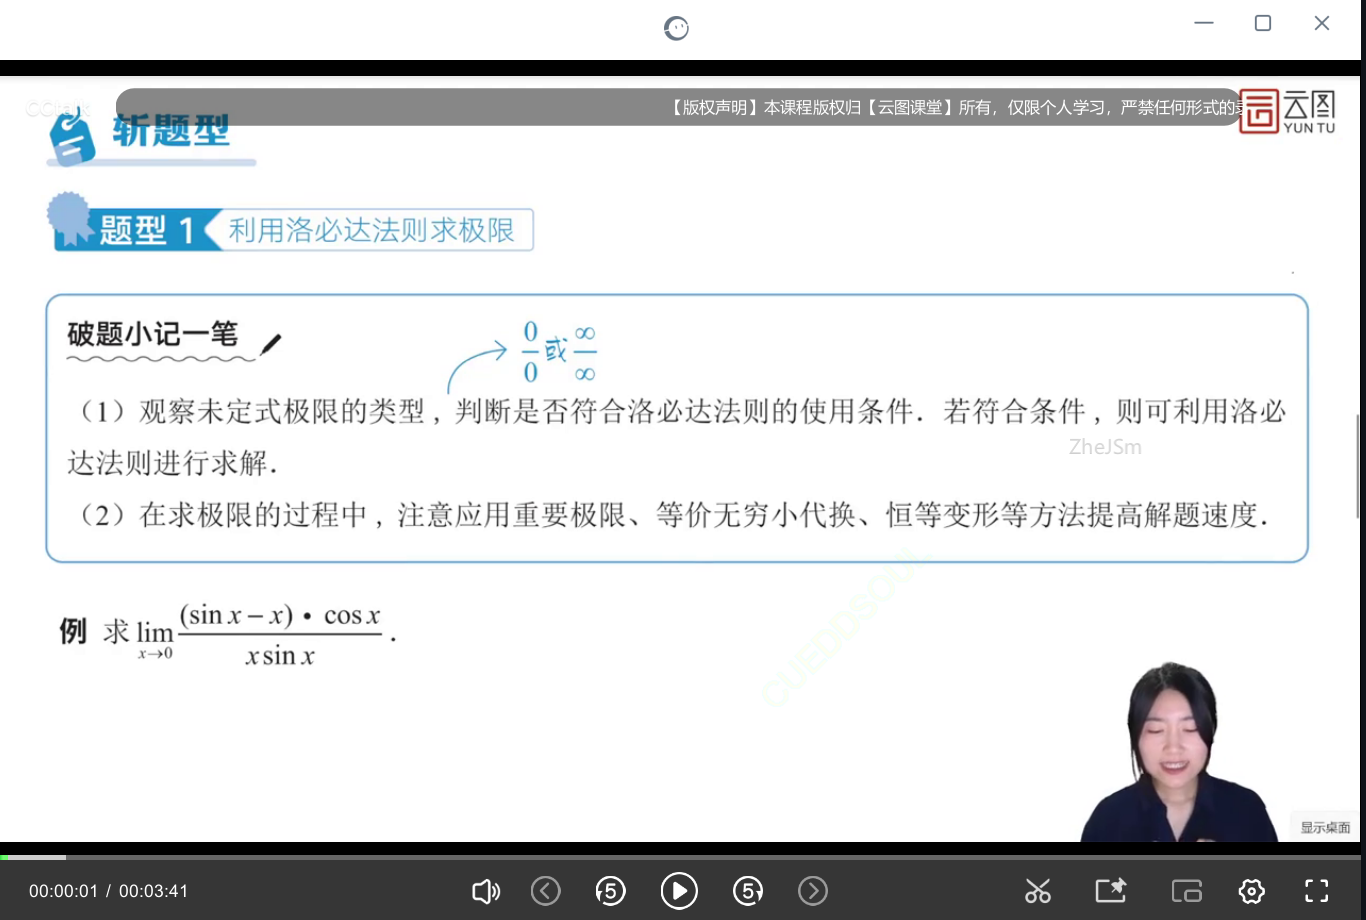 【版权声明】本课程版权归【云图课堂】所有，仅限个人学习，严禁任何形式的
云图
YUN TU
斩题型
题型 1 利用洛必达法则求极限
破题小记一笔
0/0 或 ∞/∞
（1）观察未定式极限的类型，判断是否符合洛必达法则的使用条件．若符合条件，则可利用洛必
达法则进行求解．
ZheJSm
（2）在求极限的过程中，注意应用重要极限、等价无穷小代换、恒等变形等方法提高解题速度．
CUEDDSOUL
例 求 lim x→0 (sin x − x) • cos x / x sin x .
显示桌面
00:00:01 / 00:03:41
5
5